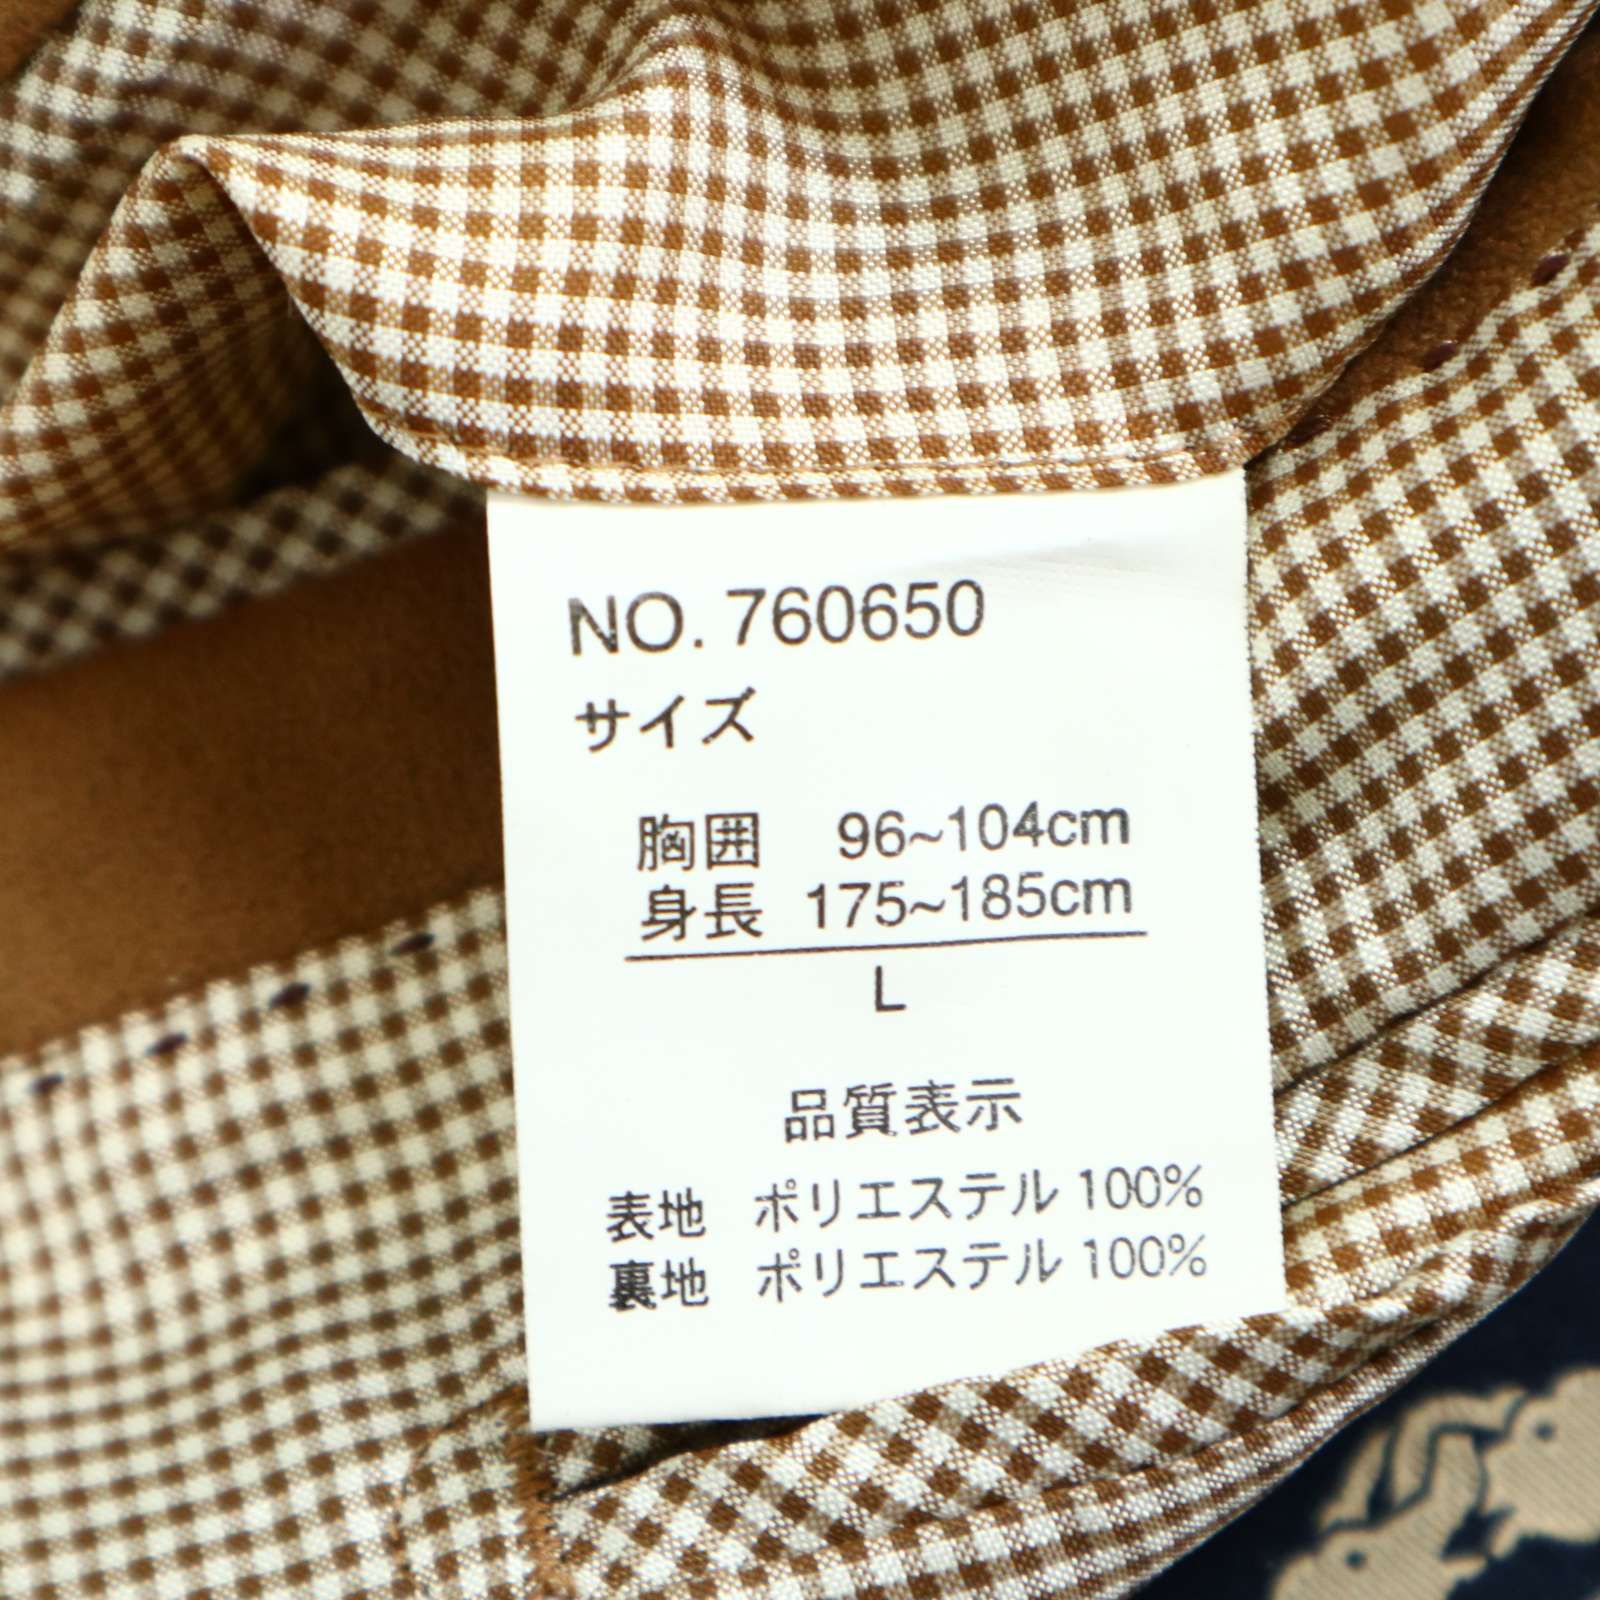 NO. 760650
サイズ
胸囲 96~104cm
身長 175~185cm
L
品質表示
表地 ポリエステル 100%
裏地 ポリエステル 100%